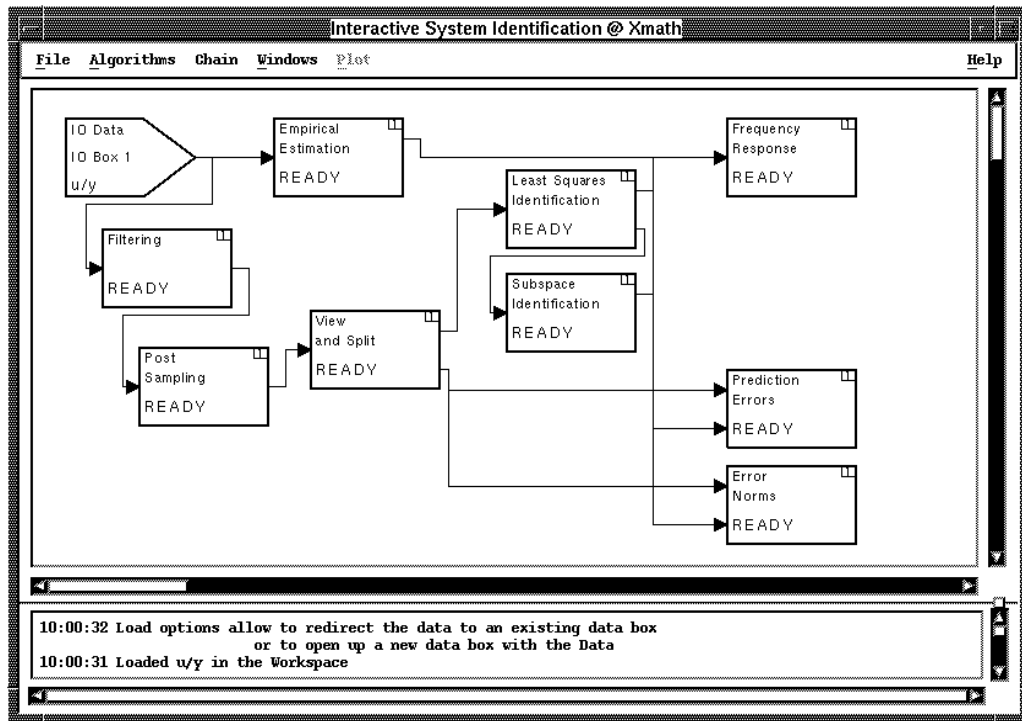 Interactive System Identification @ Xmath
File Algorithms Chain Windows Plot Help
IO Data
IO Box 1
u/y
Empirical
Estimation
READY
Frequency
Response
READY
Least Squares
Identification
READY
Filtering
READY
Subspace
Identification
READY
View
and Split
READY
Post
Sampling
READY
Prediction
Errors
READY
Error
Norms
READY
10:00:32 Load options allow to redirect the data to an existing data box
or to open up a new data box with the Data
10:00:31 Loaded u/y in the Workspace